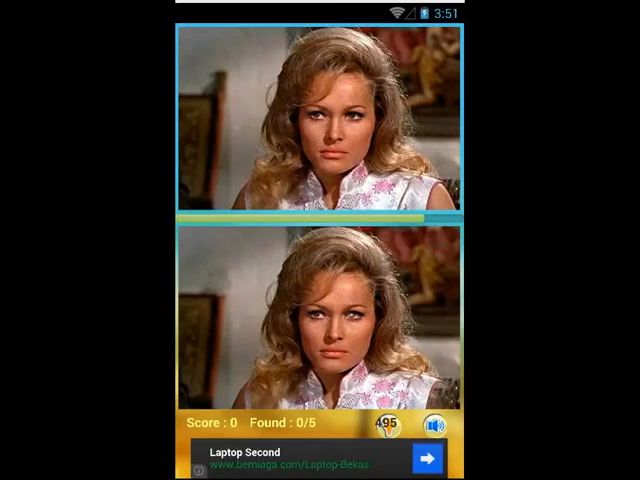 3:51
Score : 0 Found : 0/5
495
Laptop Second
www.berniaga.com/Laptop-Bekas